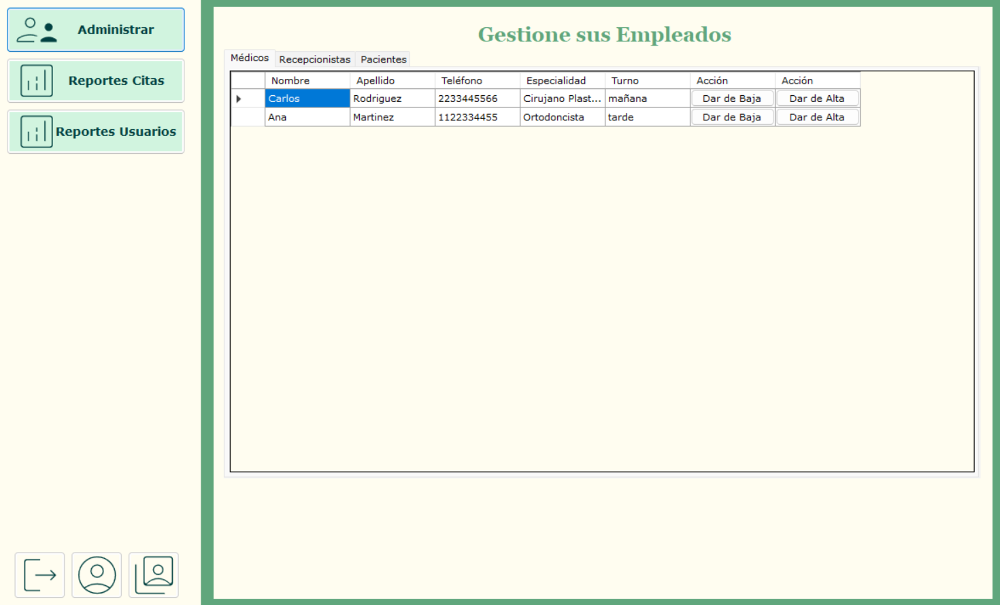 Administrar
Reportes Citas
Reportes Usuarios
Gestione sus Empleados
Médicos Recepcionistas Pacientes
Nombre Apellido Teléfono Especialidad Turno Acción Acción
Carlos Rodriguez 2233445566 Cirujano Plast... mañana Dar de Baja Dar de Alta
Ana Martinez 1122334455 Ortodoncista tarde Dar de Baja Dar de Alta